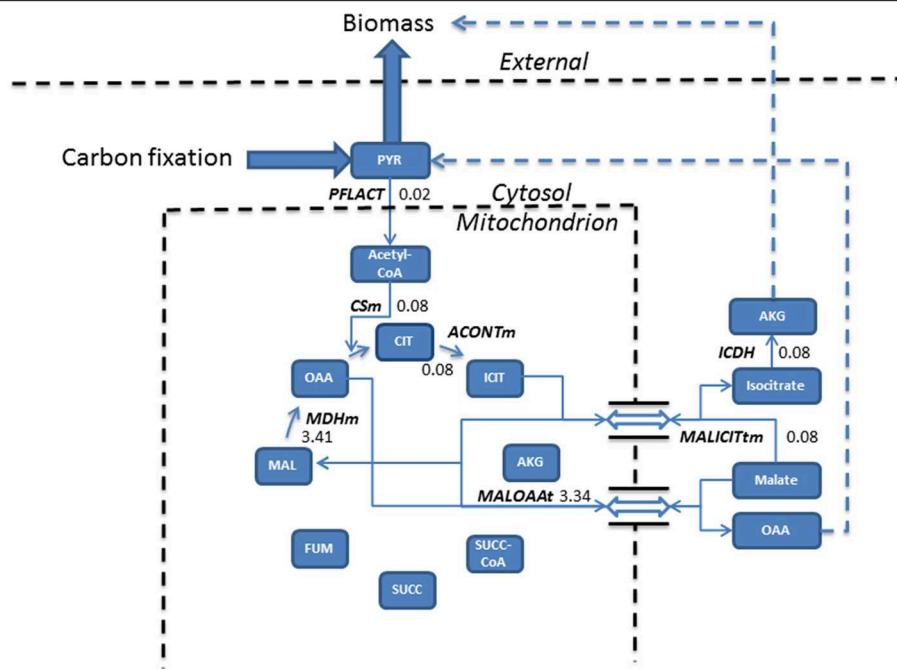 Biomass
External
Carbon fixation
PYR
PFLACT 0.02
Cytosol
Mitochondrion
Acetyl-
CoA
CSm 0.08
CIT
ACONTm
0.08
OAA
ICIT
MDHm
3.41
MAL
AKG
MALOAAt 3.34
FUM
SUCC-
CoA
SUCC
AKG
ICDH 0.08
Isocitrate
MALICITtm 0.08
Malate
OAA